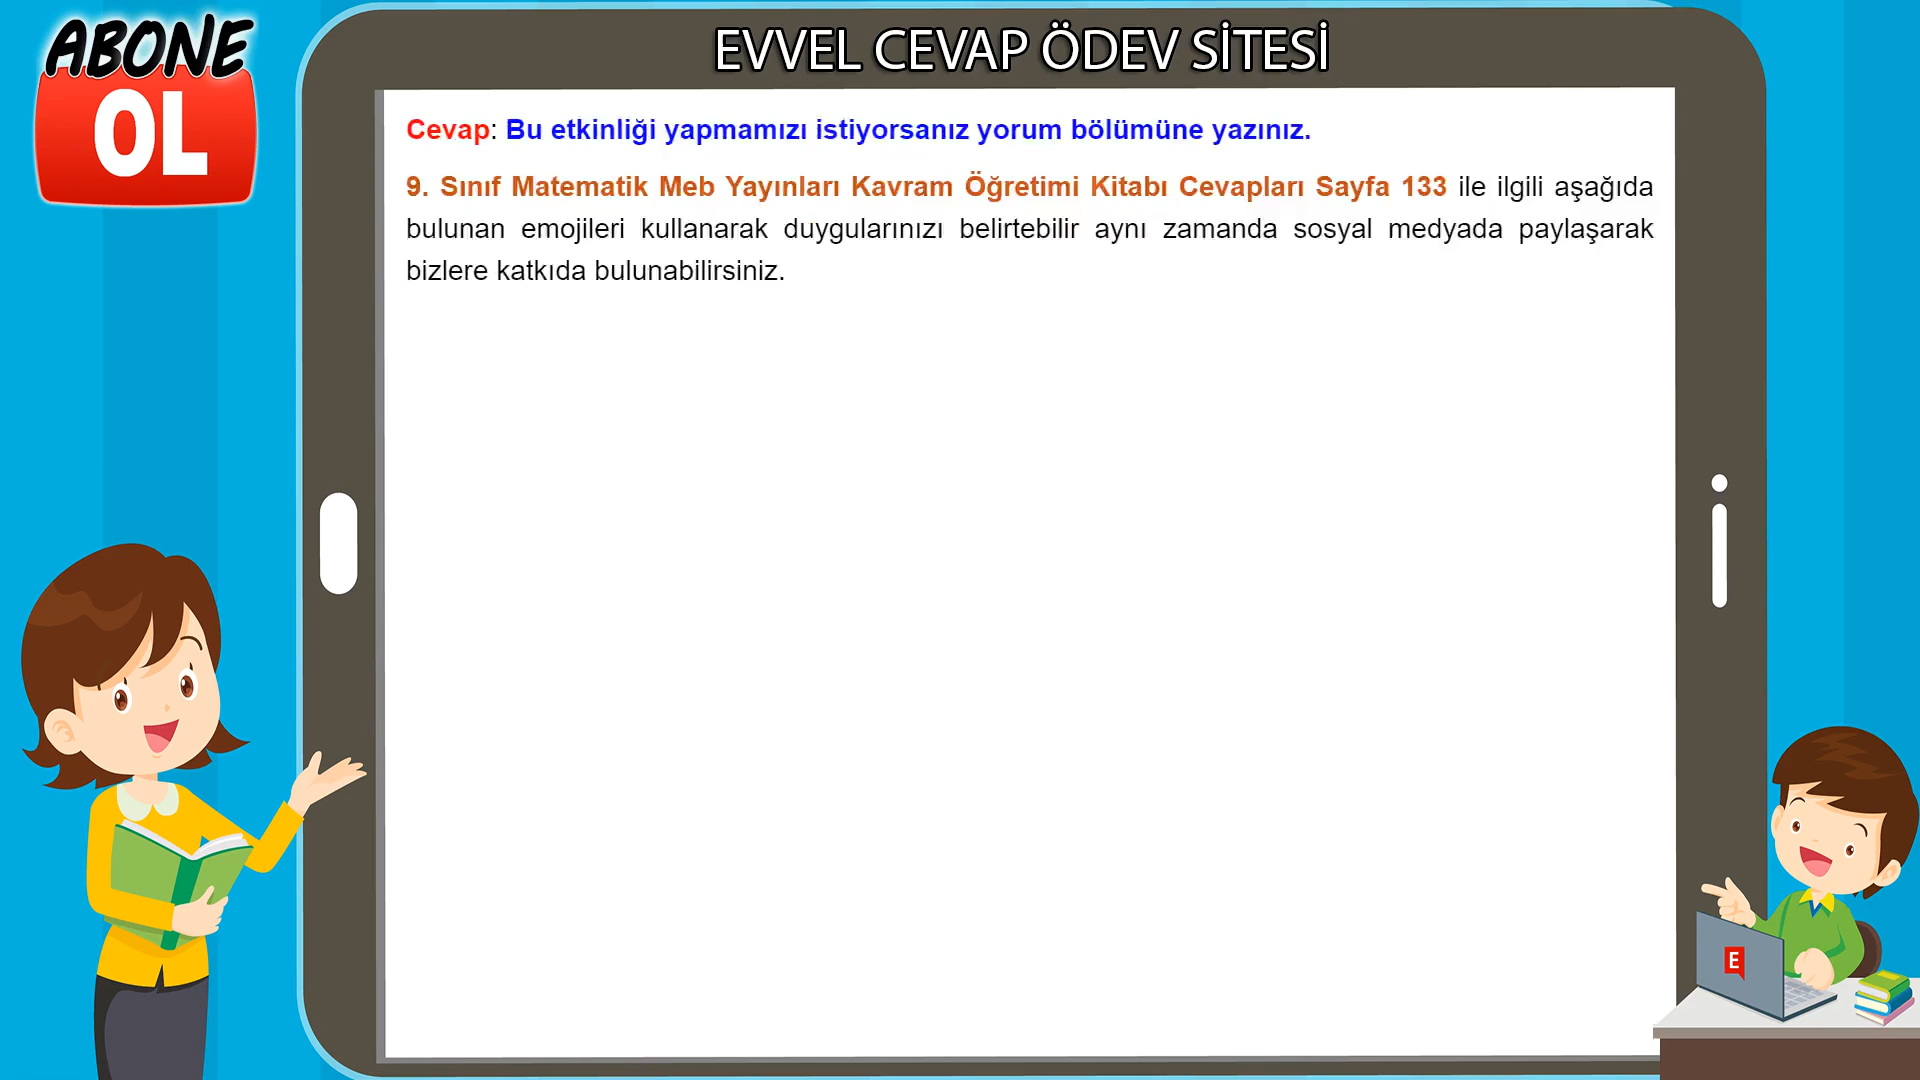 ABONE
OL
EVVEL CEVAP ÖDEV SİTESİ
Cevap: Bu etkinliği yapmamızı istiyorsanız yorum bölümüne yazınız.
9. Sınıf Matematik Meb Yayınları Kavram Öğretimi Kitabı Cevapları Sayfa 133 ile ilgili aşağıda
bulunan emojileri kullanarak duygularınızı belirtebilir aynı zamanda sosyal medyada paylaşarak
bizlere katkıda bulunabilirsiniz.
E